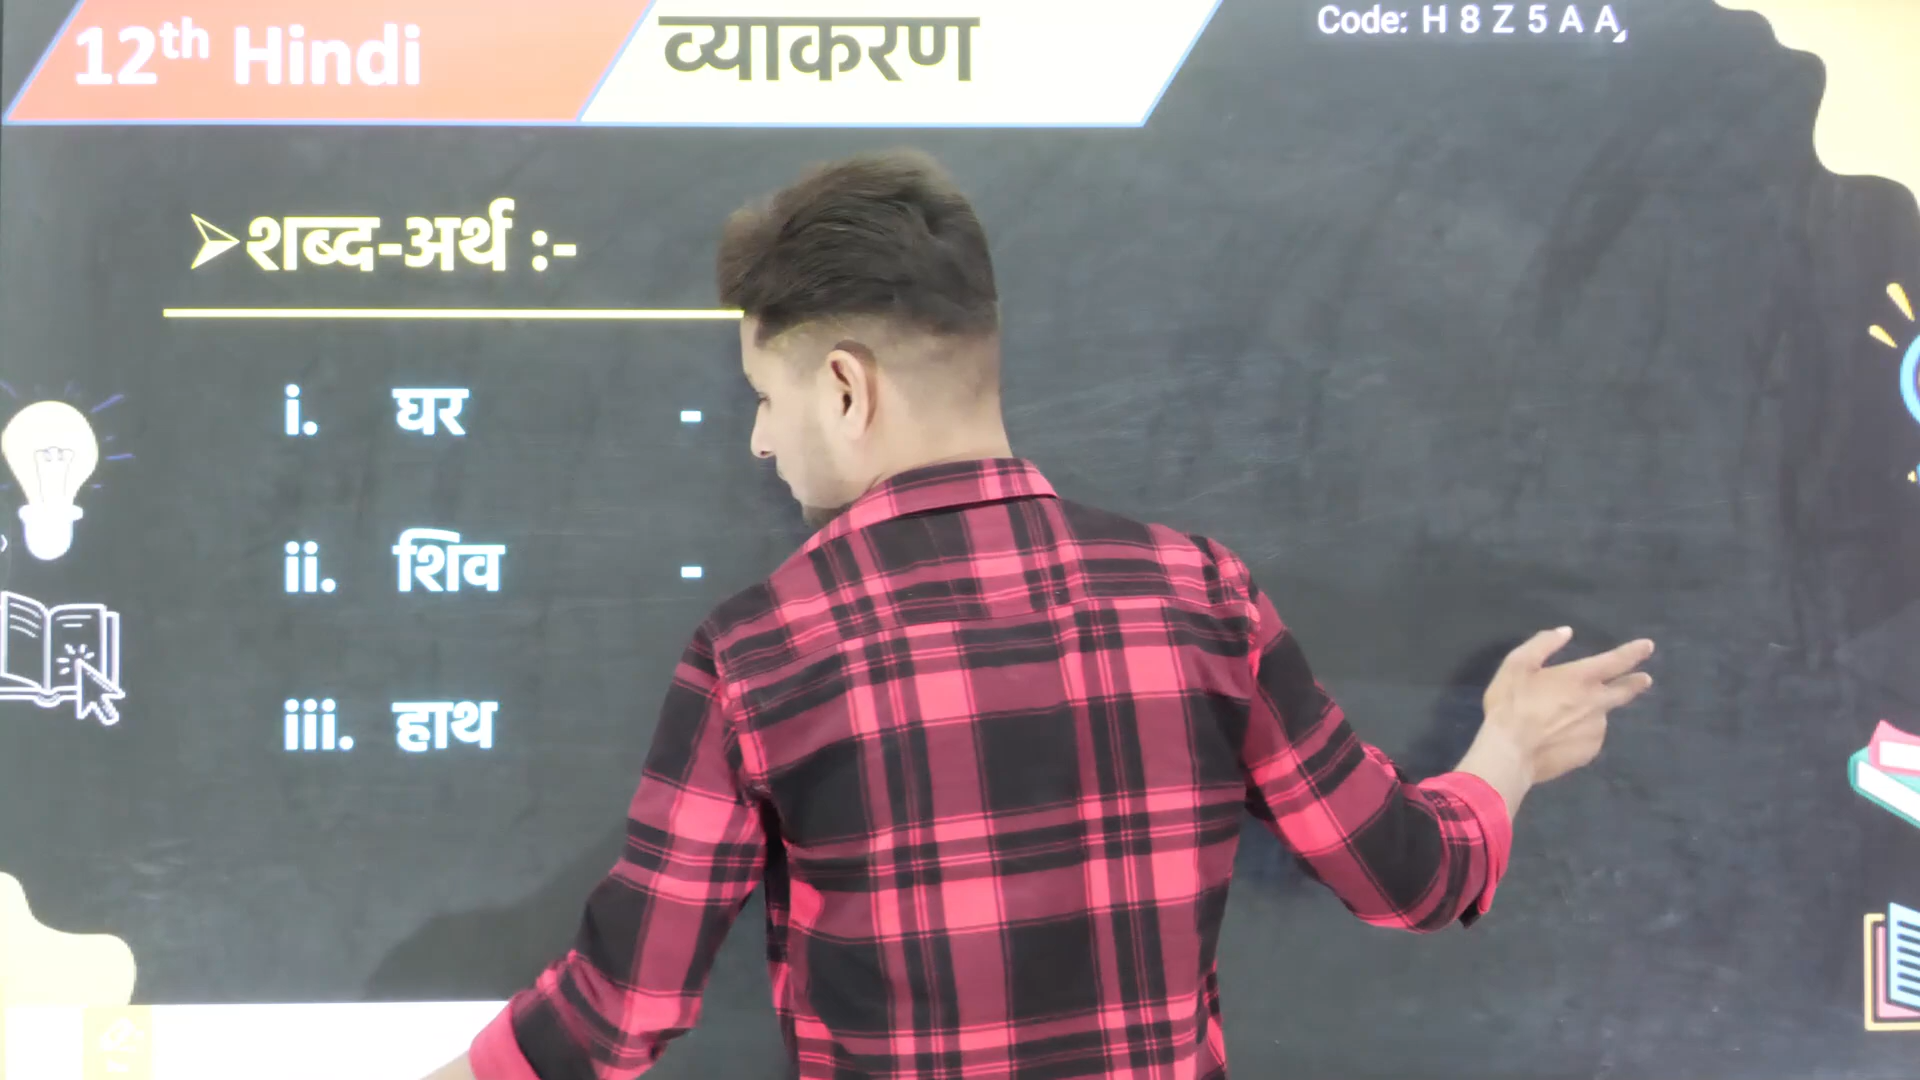 12th Hindi
व्याकरण
Code: H 8 Z 5 A A
➢शब्द-अर्थ :-
i. घर -
ii. शिव -
iii. हाथ